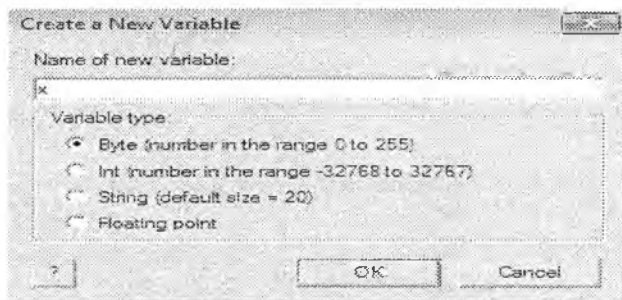 Create a New Variable
Name of new variable:
x
Variable type:
Byte (number in the range 0 to 255)
Int (number in the range -32768 to 32767)
String (default size = 20)
Floating point
? OK Cancel